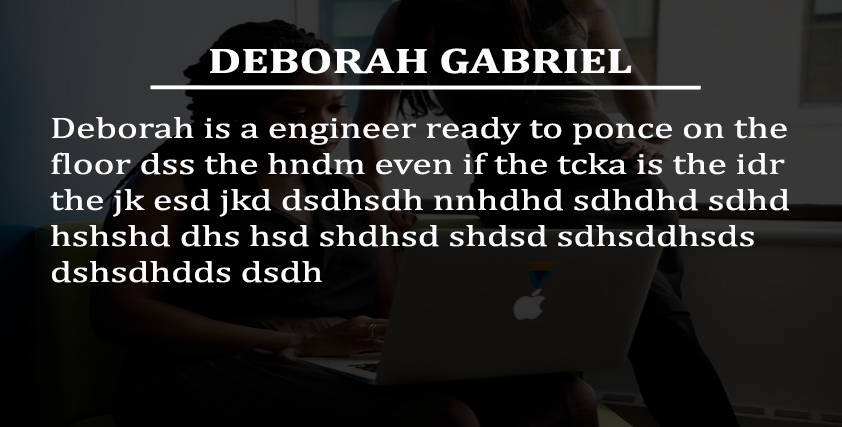 DEBORAH GABRIEL
Deborah is a engineer ready to ponce on the
floor dss the hndm even if the tcka is the idr
the jk esd jkd dsdhsdh nnhdhd sdhdhd sdhd
hshshd dhs hsd shdhsd shdsd sdhsddhsds
dshsdhdds dsdh